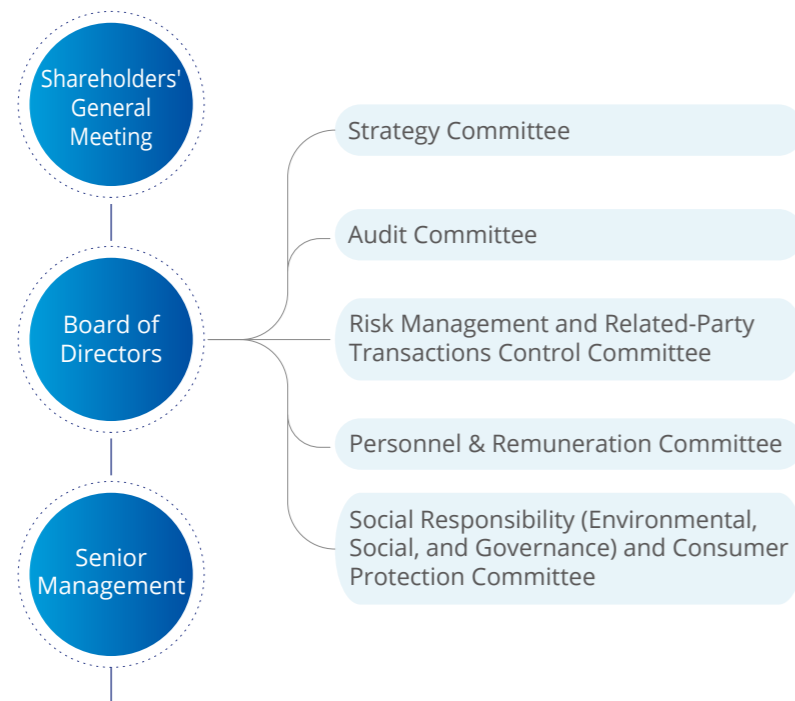 Shareholders'
General
Meeting
Strategy Committee
Audit Committee
Board of
Directors
Risk Management and Related-Party
Transactions Control Committee
Personnel & Remuneration Committee
Social Responsibility (Environmental,
Social, and Governance) and Consumer
Protection Committee
Senior
Management